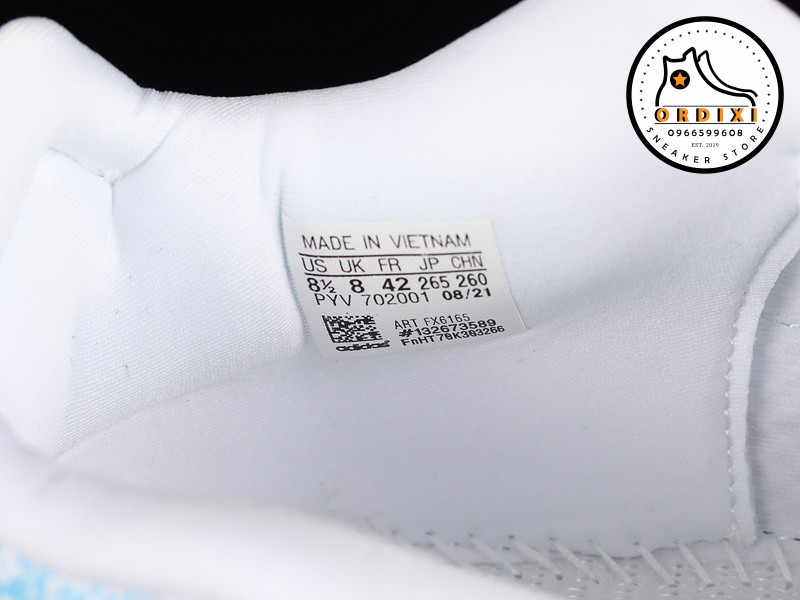 ORDIXI
0966599608
EST. 2019
SNEAKER STORE
MADE IN VIETNAM
US UK FR JP CHN
8½ 8 42 265 260
PYV 702001 08/21
ART FX6165
#132673589
FnHT79K303266
adidas